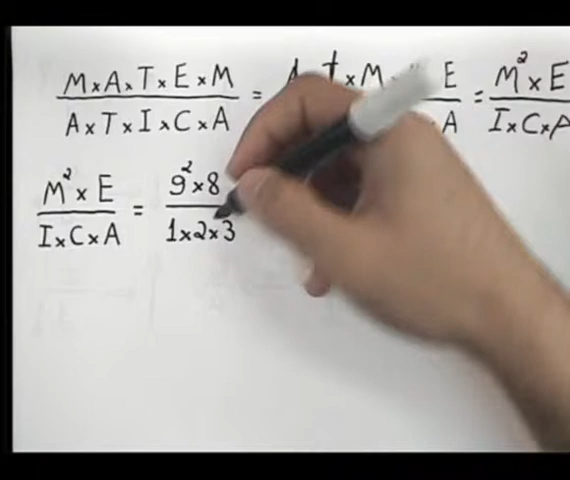 M×A×T×E×M / A×T×I×C×A = ×M E / A = M²×E / I×C×A
M²×E / I×C×A = 9²×8 / 1×2×3